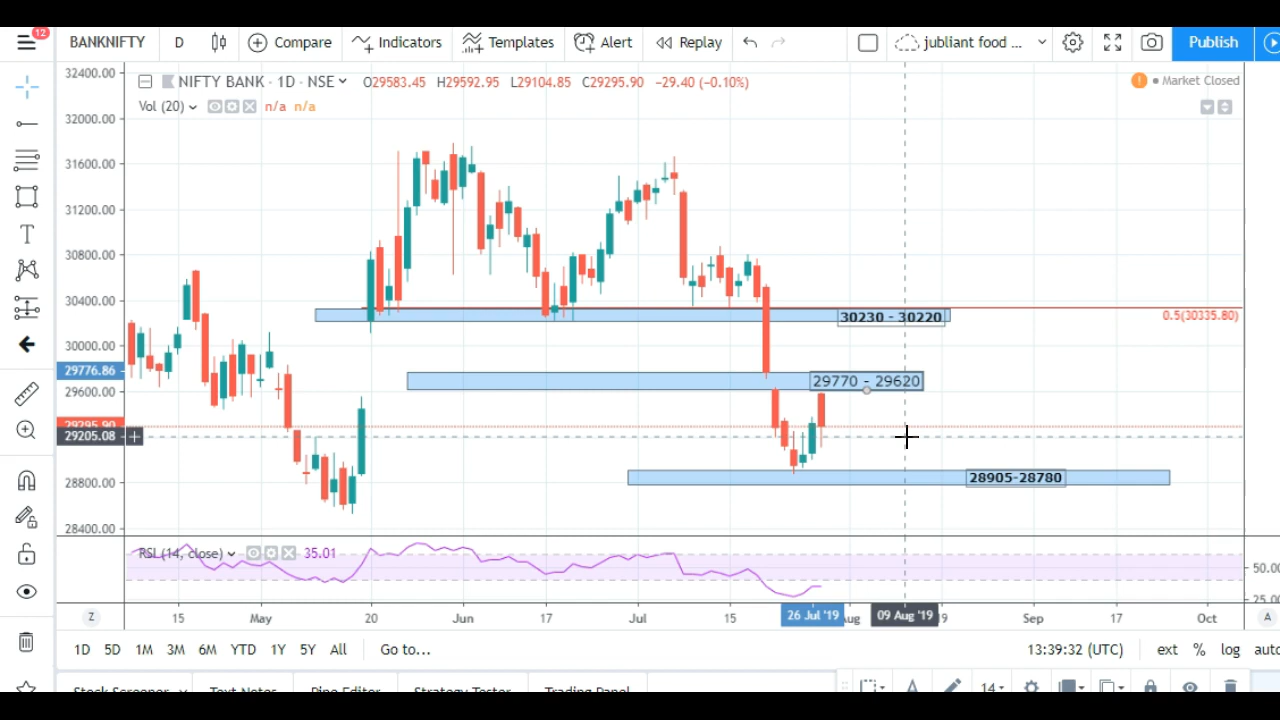 12
BANKNIFTY D Compare Indicators Templates Alert Replay jubliant food ... Publish
NIFTY BANK · 1D · NSE O29583.45 H29592.95 L29104.85 C29295.90 −29.40 (−0.10%) Market Closed
Vol (20) n/a n/a
32400.00
32000.00
31600.00
31200.00
30800.00
30400.00
30230 - 30220
0.5(30335.80)
30000.00
29776.86
29770 - 29620
29600.00
29295.90
29205.08
28905-28780
28800.00
28400.00
RSI (14, close) 35.01
50.00
25.00
Z 15 May 20 Jun 17 Jul 15 26 Jul '19 Aug 09 Aug '19 Sep 17 Oct A
1D 5D 1M 3M 6M YTD 1Y 5Y All Go to... 13:39:32 (UTC) ext % log auto
Stock Screener Text Notes Pine Editor Strategy Tester Trading Panel 14